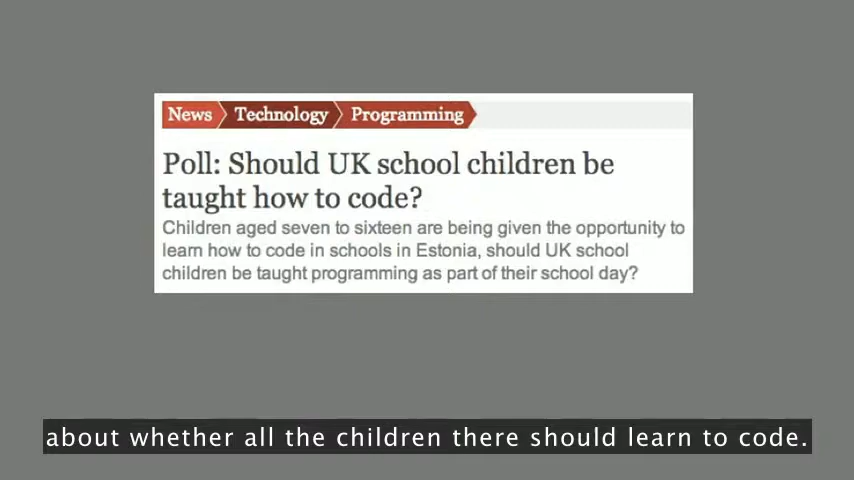 News Technology Programming
Poll: Should UK school children be
taught how to code?
Children aged seven to sixteen are being given the opportunity to
learn how to code in schools in Estonia, should UK school
children be taught programming as part of their school day?
about whether all the children there should learn to code.